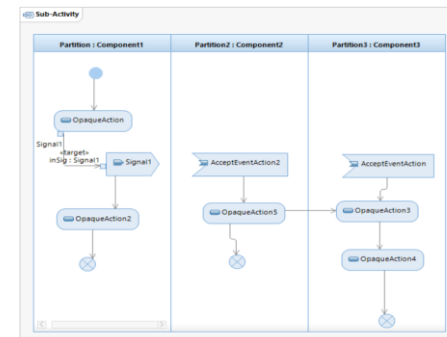 Sub-Activity
Partition : Component1
Partition2 : Component2
Partition3 : Component3
OpaqueAction
Signal1
«target»
inSig : Signal1
Signal1
OpaqueAction2
AcceptEventAction2
OpaqueAction5
AcceptEventAction
OpaqueAction3
OpaqueAction4